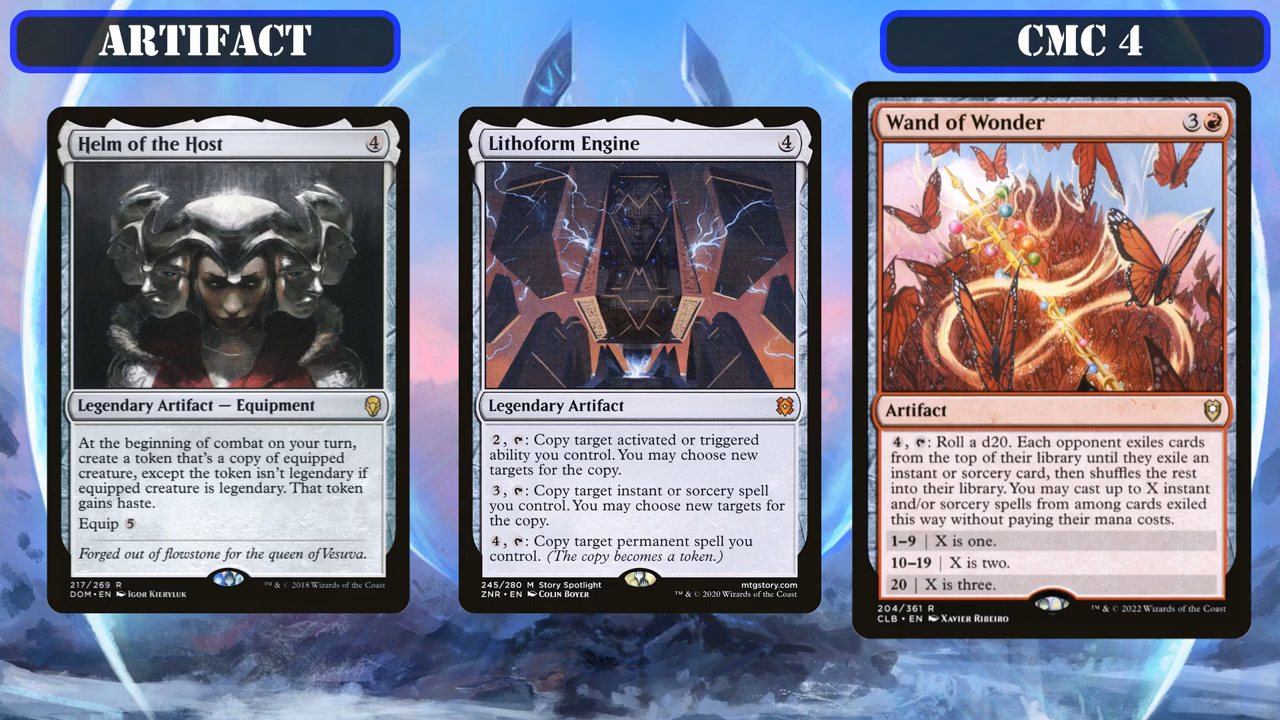 ARTIFACT
CMC 4
Helm of the Host 4
Legendary Artifact — Equipment
At the beginning of combat on your turn,
create a token that's a copy of equipped
creature, except the token isn't legendary if
equipped creature is legendary. That token
gains haste.
Equip 5
Forged out of flowstone for the queen of Vesuva.
217/269 R
DOM • EN Igor Kieryluk
™ & © 2018 Wizards of the Coast
Lithoform Engine 4
Legendary Artifact
2, : Copy target activated or triggered
ability you control. You may choose new
targets for the copy.
3, : Copy target instant or sorcery spell
you control. You may choose new targets for
the copy.
4, : Copy target permanent spell you
control. (The copy becomes a token.)
245/280 M Story Spotlight
ZNR • EN Colin Boyer
mtgstory.com
™ & © 2020 Wizards of the Coast
Wand of Wonder 3
Artifact
4, : Roll a d20. Each opponent exiles cards
from the top of their library until they exile an
instant or sorcery card, then shuffles the rest
into their library. You may cast up to X instant
and/or sorcery spells from among cards exiled
this way without paying their mana costs.
1–9 | X is one.
10–19 | X is two.
20 | X is three.
204/361 R
CLB • EN Xavier Ribeiro
™ & © 2022 Wizards of the Coast